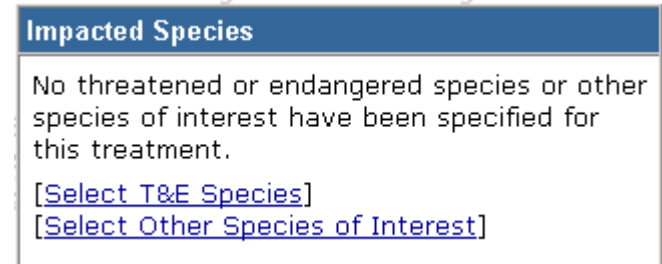 Impacted Species
No threatened or endangered species or other
species of interest have been specified for
this treatment.
[Select T&E Species]
[Select Other Species of Interest]